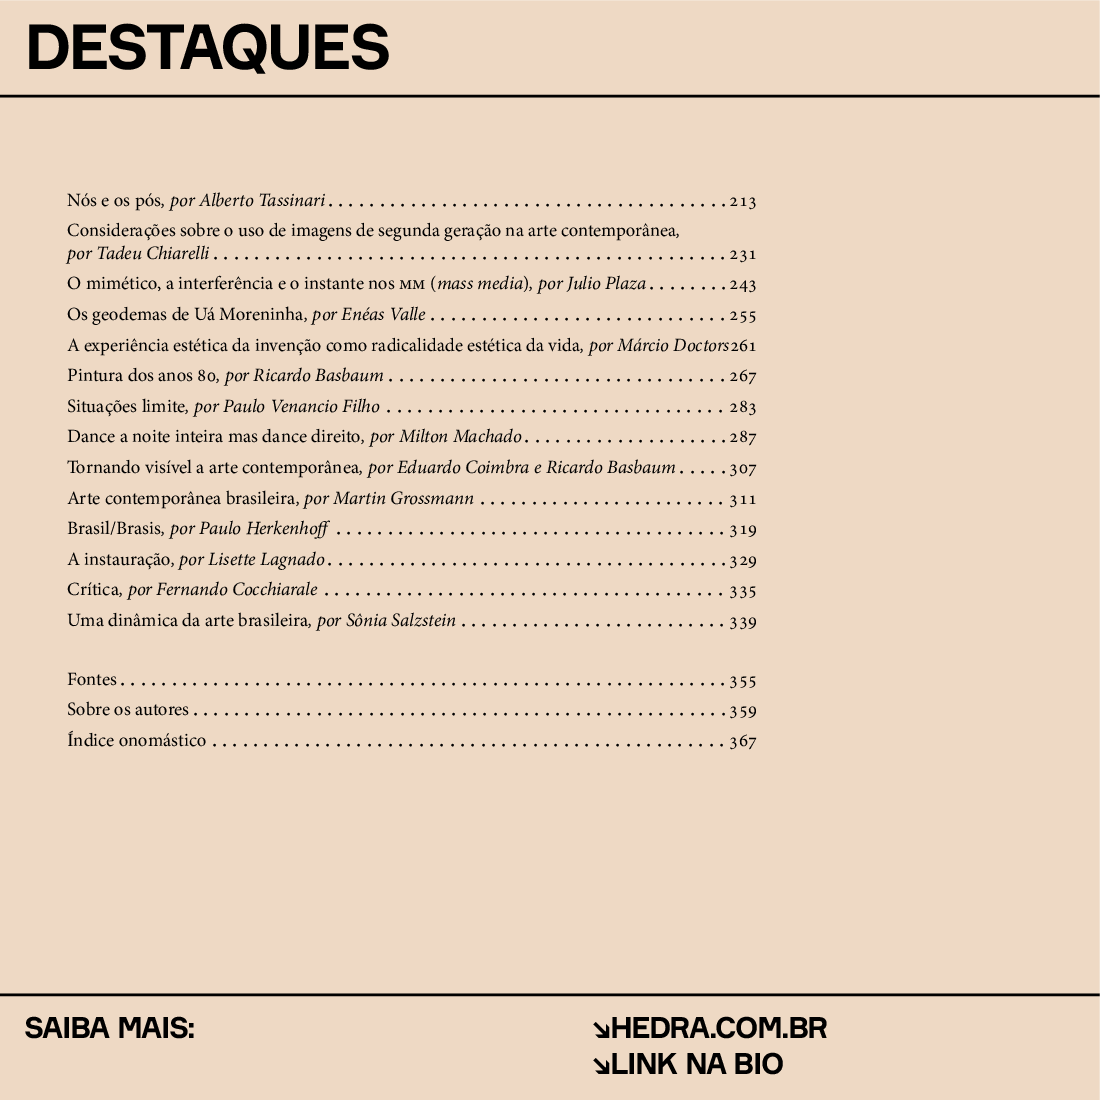 DESTAQUES
Nós e os pós, por Alberto Tassinari. . . . . . . . . . . . . . . . . . . . . . . . . . . . . . . . . . . . . . . 213
Considerações sobre o uso de imagens de segunda geração na arte contemporânea,
por Tadeu Chiarelli . . . . . . . . . . . . . . . . . . . . . . . . . . . . . . . . . . . . . . . . . . . . . . . . . . 231
O mimético, a interferência e o instante nos MM (mass media), por Julio Plaza . . . . . . . . 243
Os geodemas de Uá Moreninha, por Enéas Valle . . . . . . . . . . . . . . . . . . . . . . . . . . . . . 255
A experiência estética da invenção como radicalidade estética da vida, por Márcio Doctors261
Pintura dos anos 80, por Ricardo Basbaum . . . . . . . . . . . . . . . . . . . . . . . . . . . . . . . . . 267
Situações limite, por Paulo Venancio Filho . . . . . . . . . . . . . . . . . . . . . . . . . . . . . . . . . 283
Dance a noite inteira mas dance direito, por Milton Machado. . . . . . . . . . . . . . . . . . . . 287
Tornando visível a arte contemporânea, por Eduardo Coimbra e Ricardo Basbaum . . . . . 307
Arte contemporânea brasileira, por Martin Grossmann . . . . . . . . . . . . . . . . . . . . . . . . 311
Brasil/Brasis, por Paulo Herkenhoff . . . . . . . . . . . . . . . . . . . . . . . . . . . . . . . . . . . . . . 319
A instauração, por Lisette Lagnado. . . . . . . . . . . . . . . . . . . . . . . . . . . . . . . . . . . . . . . 329
Crítica, por Fernando Cocchiarale . . . . . . . . . . . . . . . . . . . . . . . . . . . . . . . . . . . . . . . 335
Uma dinâmica da arte brasileira, por Sônia Salzstein . . . . . . . . . . . . . . . . . . . . . . . . . . 339
Fontes . . . . . . . . . . . . . . . . . . . . . . . . . . . . . . . . . . . . . . . . . . . . . . . . . . . . . . . . . . . 355
Sobre os autores . . . . . . . . . . . . . . . . . . . . . . . . . . . . . . . . . . . . . . . . . . . . . . . . . . . . 359
Índice onomástico . . . . . . . . . . . . . . . . . . . . . . . . . . . . . . . . . . . . . . . . . . . . . . . . . . 367
SAIBA MAIS:
↘HEDRA.COM.BR
↘LINK NA BIO